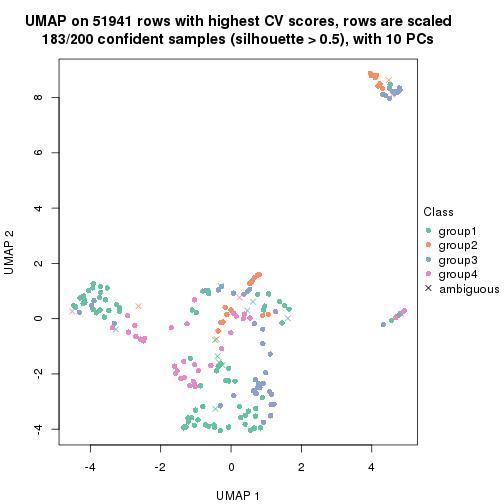 UMAP on 51941 rows with highest CV scores, rows are scaled
183/200 confident samples (silhouette > 0.5), with 10 PCs
8
6
4
2
0
-2
-4
UMAP 2
-4
-2
0
2
4
UMAP 1
Class
group1
group2
group3
group4
ambiguous